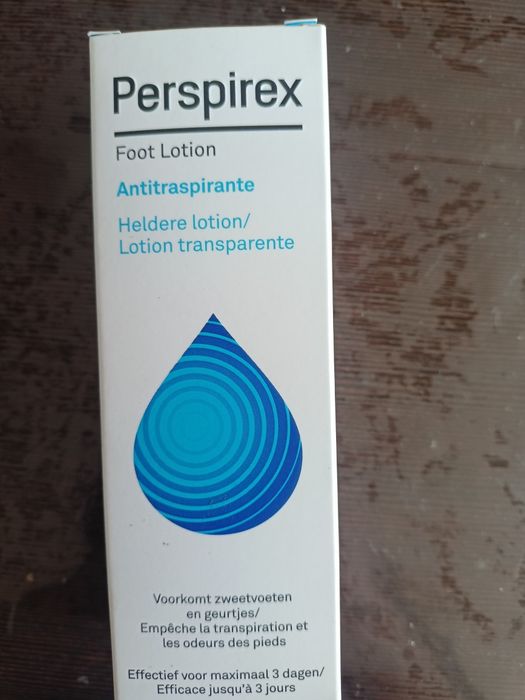 Perspirex
Foot Lotion
Antitraspirante
Heldere lotion/
Lotion transparente
Voorkomt zweetvoeten
en geurtjes/
Empêche la transpiration et
les odeurs des pieds
Effectief voor maximaal 3 dagen/
Efficace jusqu'à 3 jours